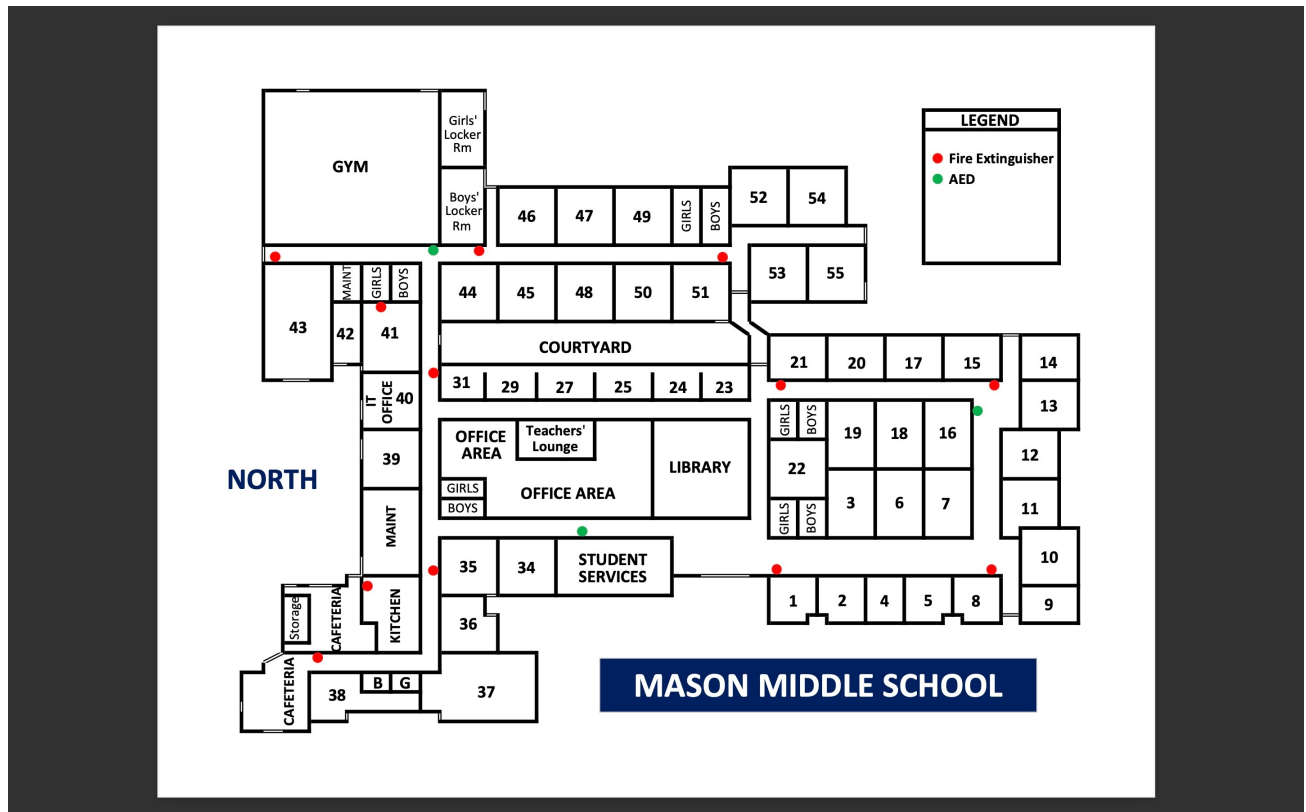 LEGEND
Fire Extinguisher
AED
GYM
Girls'
Locker
Rm
Boys'
Locker
Rm
46
47
49
GIRLS
BOYS
52
54
43
MAINT
GIRLS
BOYS
42
41
44
45
48
50
51
53
55
COURTYARD
31
29
27
25
24
23
21
20
17
15
14
13
IT
OFFICE
40
39
MAINT
NORTH
OFFICE
AREA
Teachers'
Lounge
GIRLS
BOYS
OFFICE AREA
LIBRARY
GIRLS
BOYS
19
18
16
22
GIRLS
BOYS
3
6
7
12
11
10
9
35
34
STUDENT
SERVICES
1
2
4
5
8
Storage
CAFETERIA
KITCHEN
36
CAFETERIA
38
B
G
37
MASON MIDDLE SCHOOL